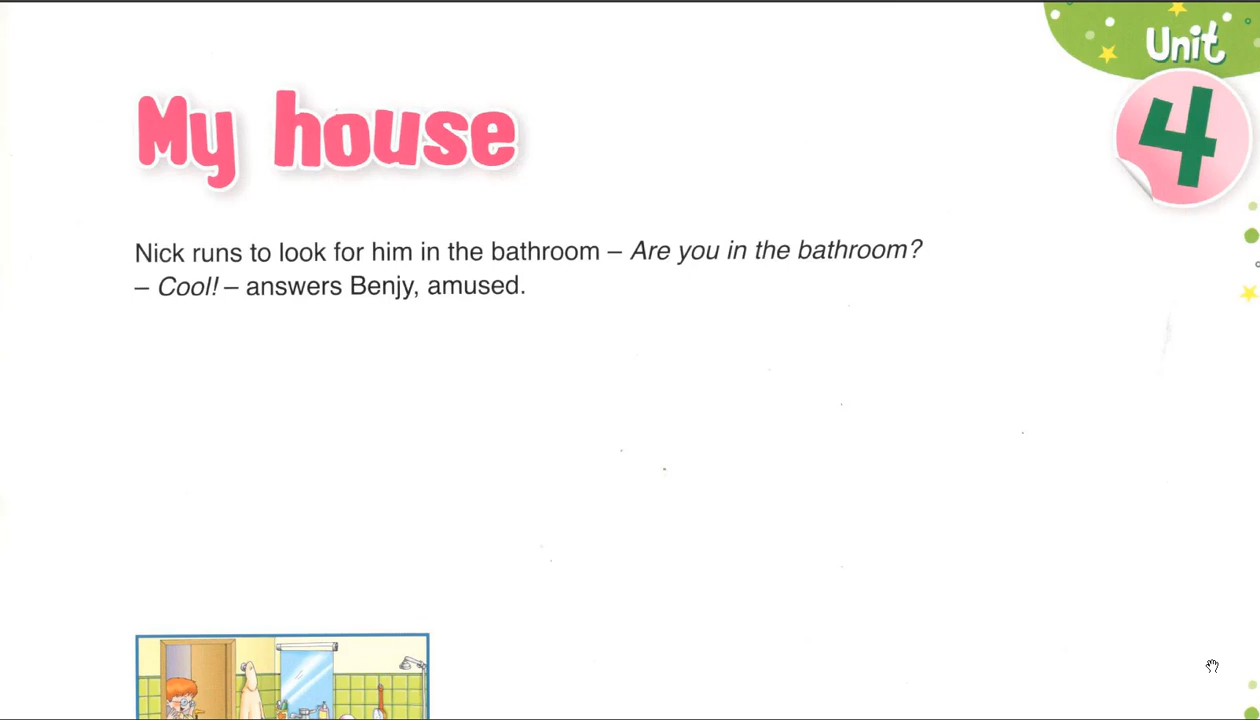 Unit
4
My house
Nick runs to look for him in the bathroom – Are you in the bathroom?
– Cool! – answers Benjy, amused.